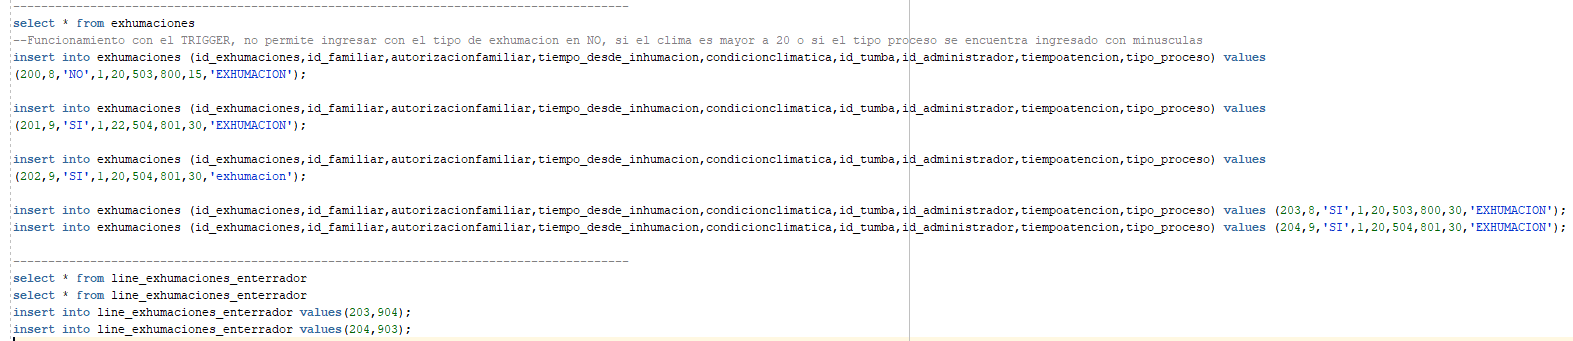 ----------------------------------------------------------------------------------------
select * from exhumaciones
--Funcionamiento con el TRIGGER, no permite ingresar con el tipo de exhumacion en NO, si el clima es mayor a 20 o si el tipo proceso se encuentra ingresado con minusculas
insert into exhumaciones (id_exhumaciones,id_familiar,autorizacionfamiliar,tiempo_desde_inhumacion,condicionclimatica,id_tumba,id_administrador,tiempoatencion,tipo_proceso) values
(200,8,'NO',1,20,503,800,15,'EXHUMACION');
insert into exhumaciones (id_exhumaciones,id_familiar,autorizacionfamiliar,tiempo_desde_inhumacion,condicionclimatica,id_tumba,id_administrador,tiempoatencion,tipo_proceso) values
(201,9,'SI',1,22,504,801,30,'EXHUMACION');
insert into exhumaciones (id_exhumaciones,id_familiar,autorizacionfamiliar,tiempo_desde_inhumacion,condicionclimatica,id_tumba,id_administrador,tiempoatencion,tipo_proceso) values
(202,9,'SI',1,20,504,801,30,'exhumacion');
insert into exhumaciones (id_exhumaciones,id_familiar,autorizacionfamiliar,tiempo_desde_inhumacion,condicionclimatica,id_tumba,id_administrador,tiempoatencion,tipo_proceso) values (203,8,'SI',1,20,503,800,30,'EXHUMACION');
insert into exhumaciones (id_exhumaciones,id_familiar,autorizacionfamiliar,tiempo_desde_inhumacion,condicionclimatica,id_tumba,id_administrador,tiempoatencion,tipo_proceso) values (204,9,'SI',1,20,504,801,30,'EXHUMACION');
----------------------------------------------------------------------------------------
select * from line_exhumaciones_enterrador
select * from line_exhumaciones_enterrador
insert into line_exhumaciones_enterrador values(203,904);
insert into line_exhumaciones_enterrador values(204,903);